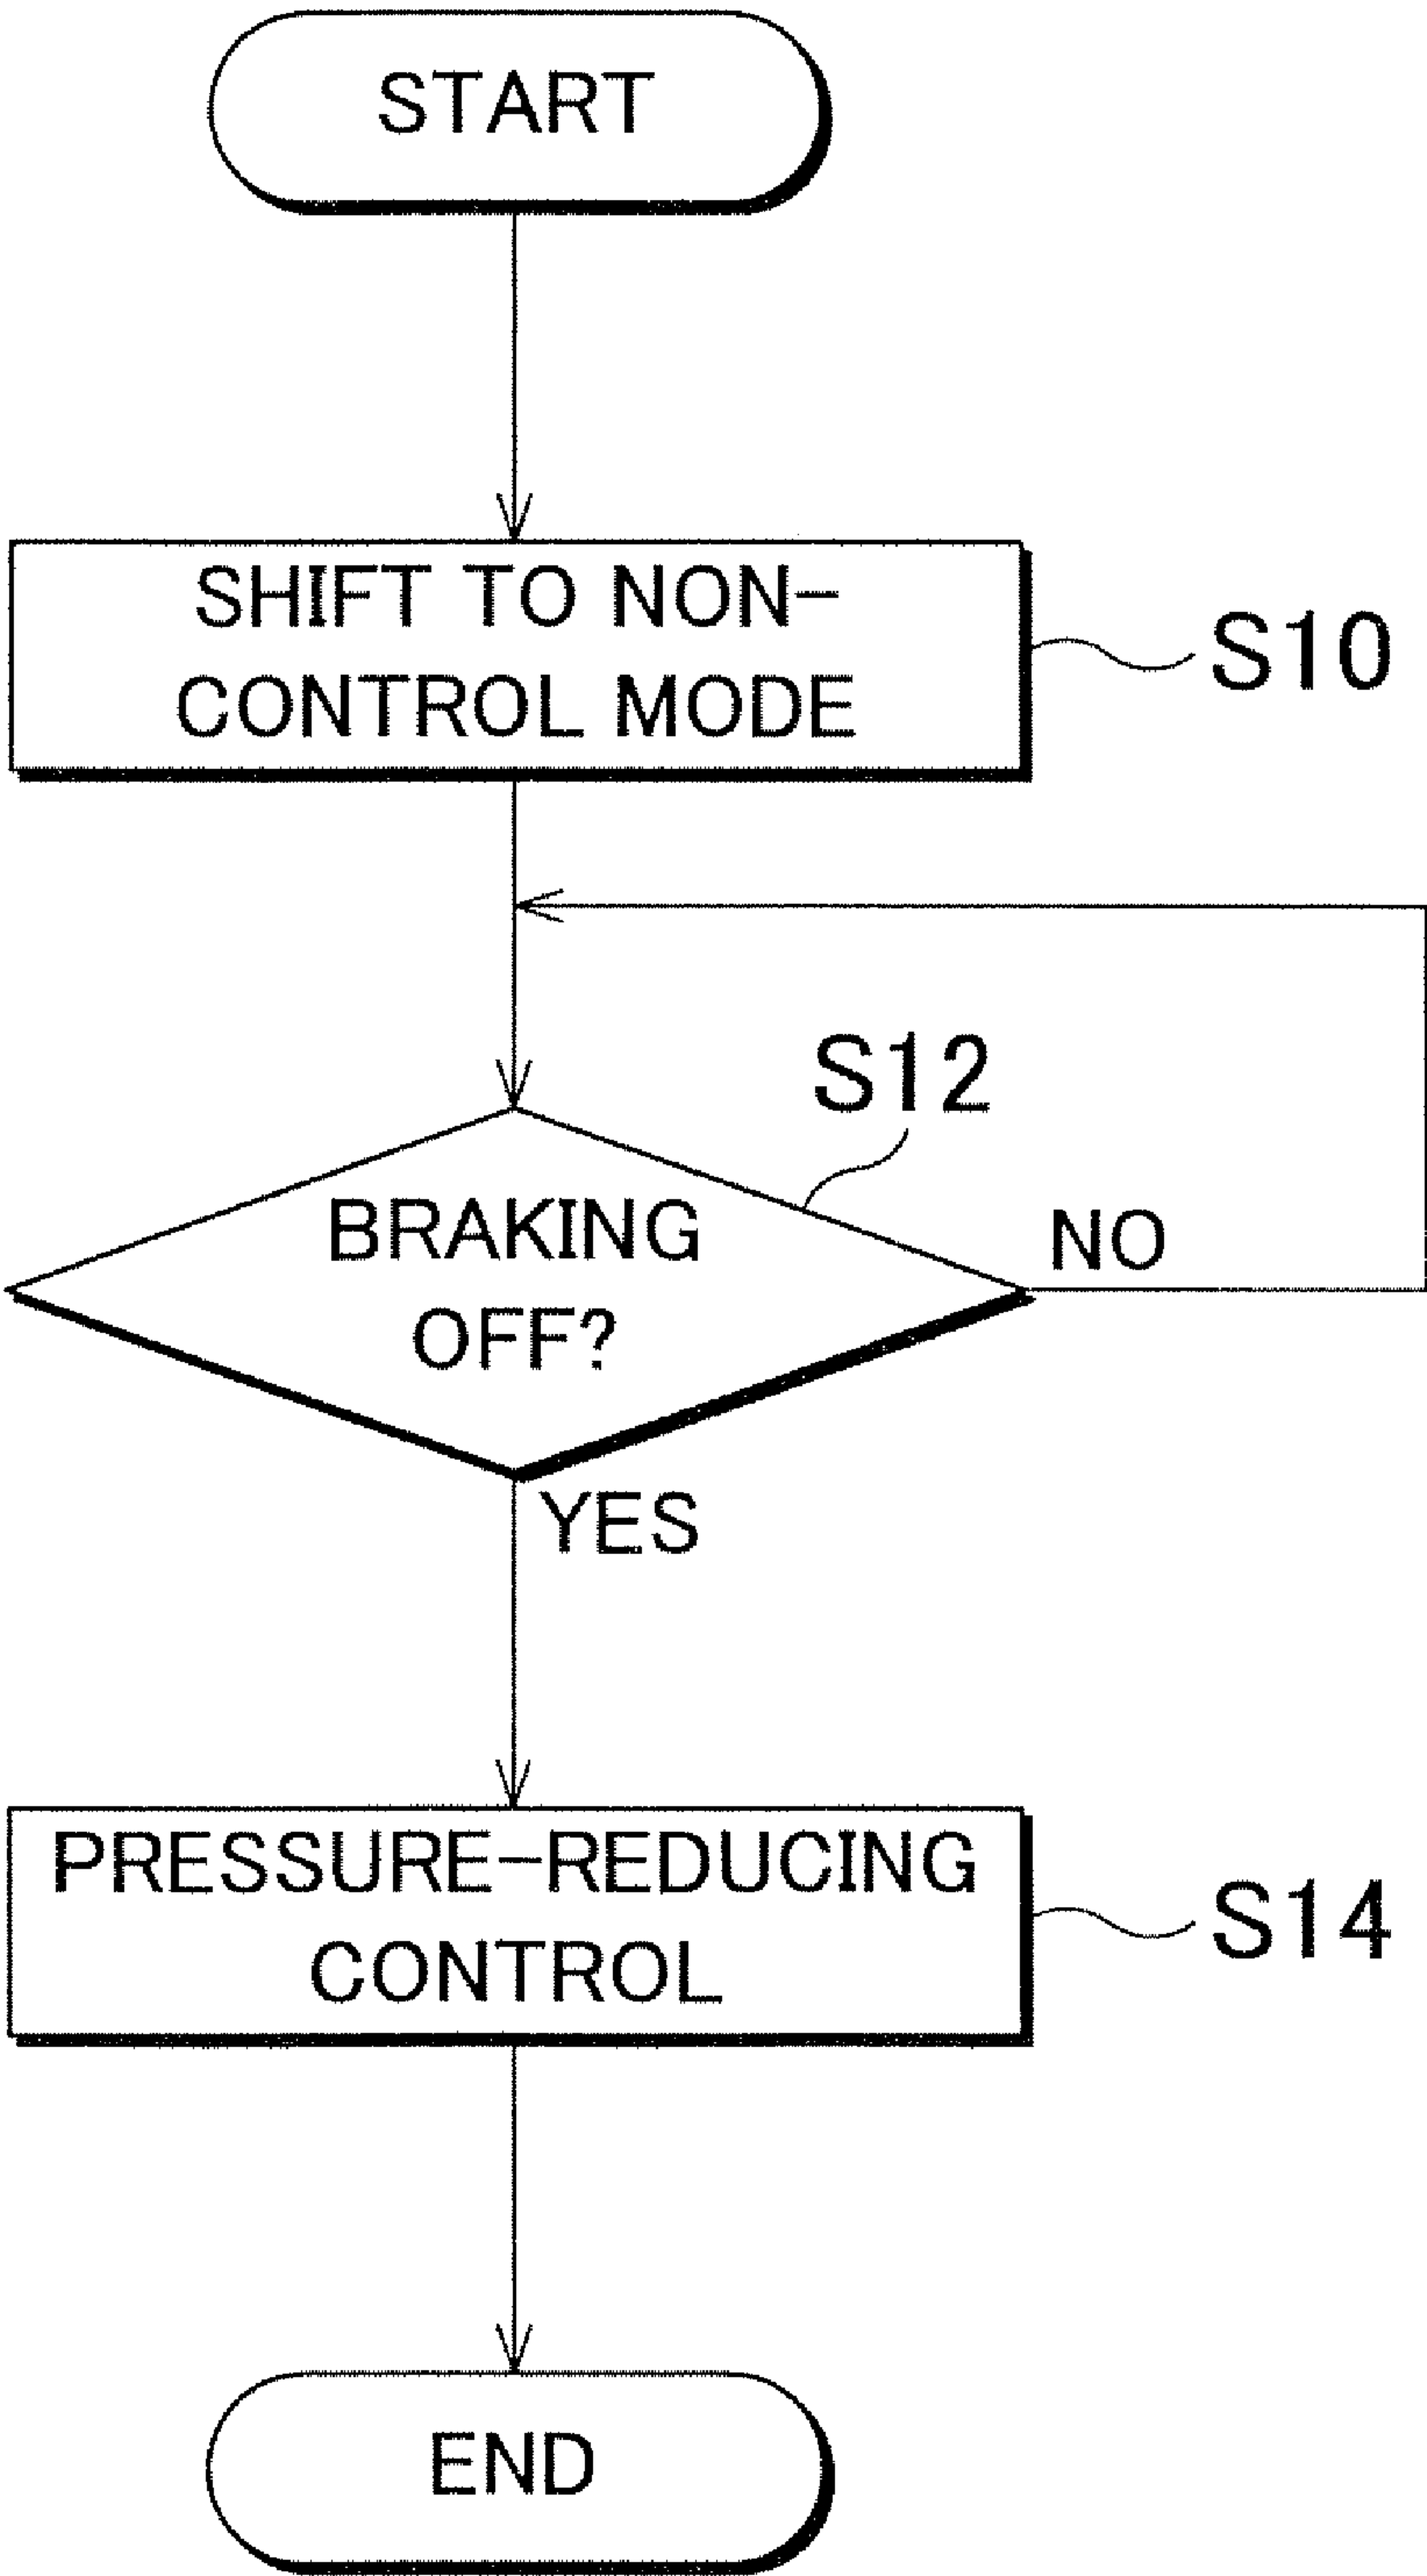 START
SHIFT TO NON-
CONTROL MODE
S10
S12
BRAKING
OFF?
NO
YES
PRESSURE-REDUCING
CONTROL
S14
END